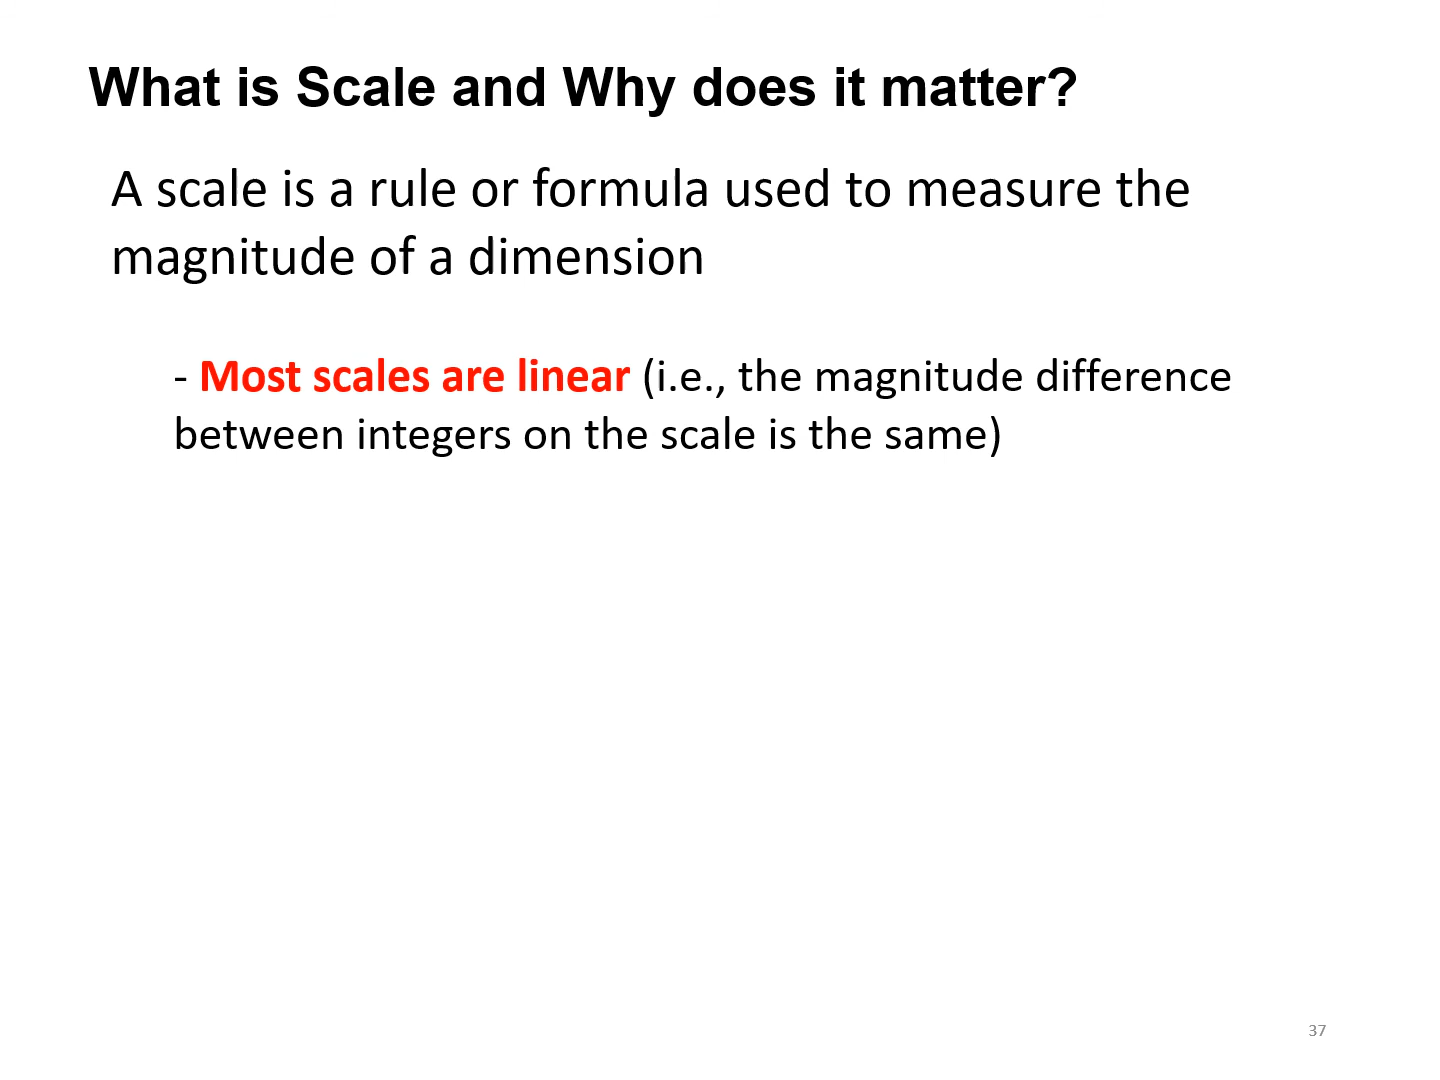 What is Scale and Why does it matter?
A scale is a rule or formula used to measure the
magnitude of a dimension
- Most scales are linear (i.e., the magnitude difference
between integers on the scale is the same)
37